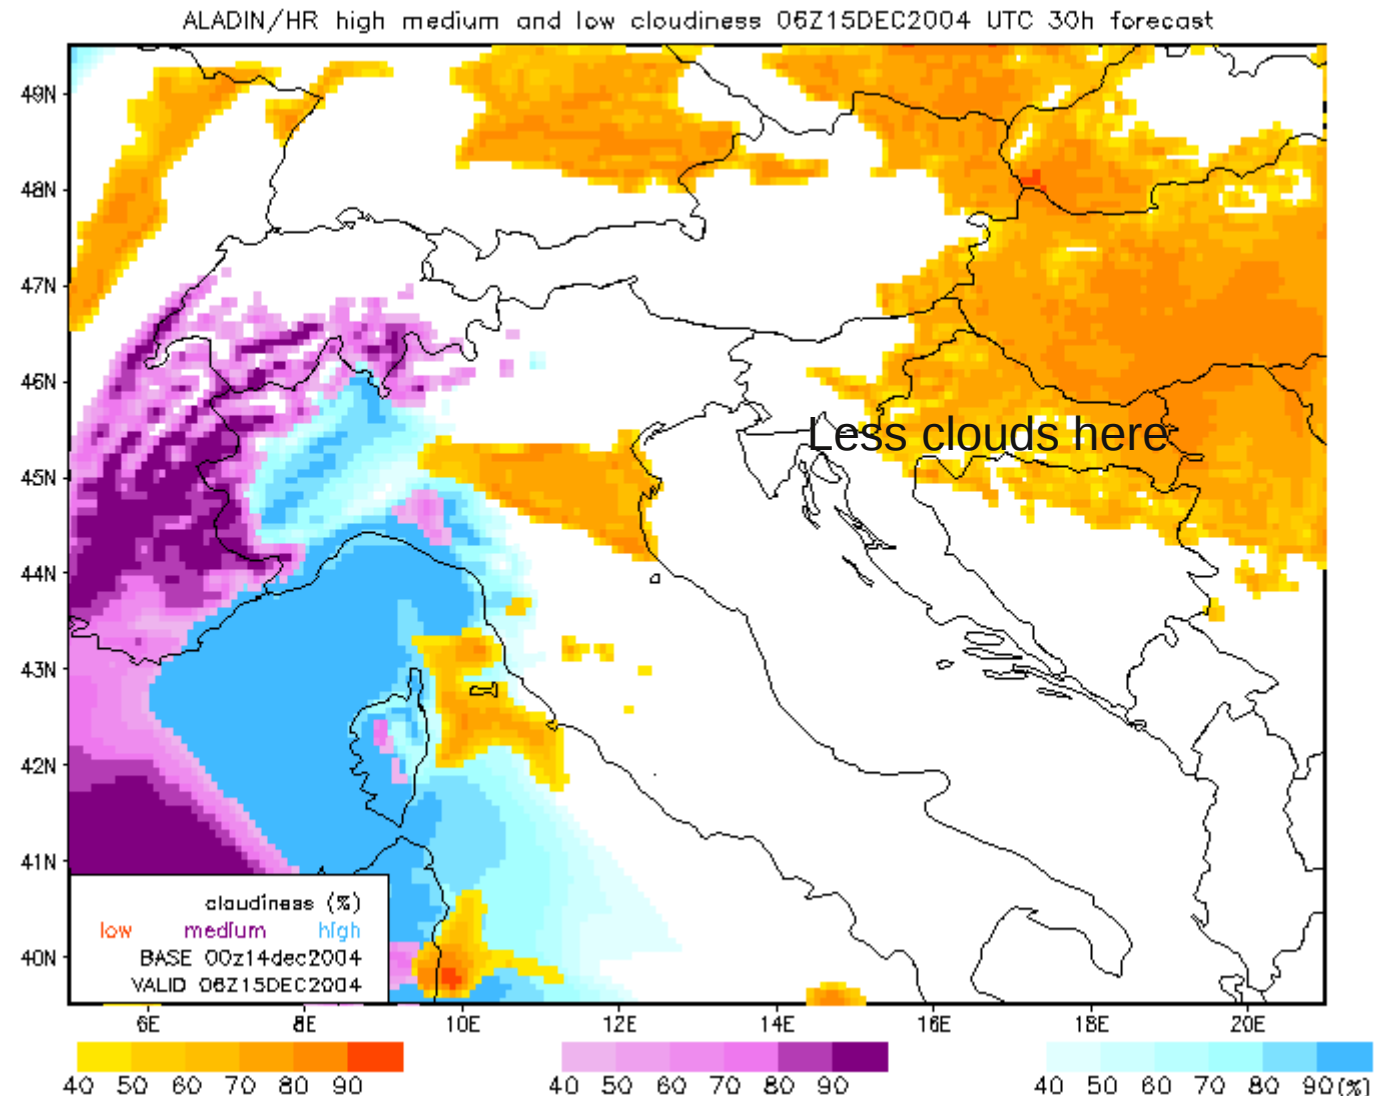 ALADIN/HR high medium and low cloudiness 06Z15DEC2004 UTC 30h forecast
49N
48N
47N
46N
Less clouds here
45N
44N
43N
42N
41N
40N
cloudiness (%)
low medium high
BASE 00z14dec2004
VALID 06Z15DEC2004
6E 8E 10E 12E 14E 16E 18E 20E
40 50 60 70 80 90 40 50 60 70 80 90 40 50 60 70 80 90(%)